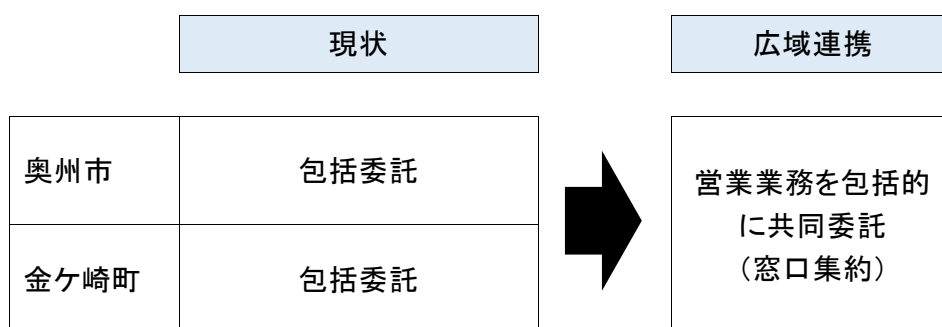 現状
広域連携
奥州市
包括委託
金ケ崎町
包括委託
営業業務を包括的
に共同委託
（窓口集約）